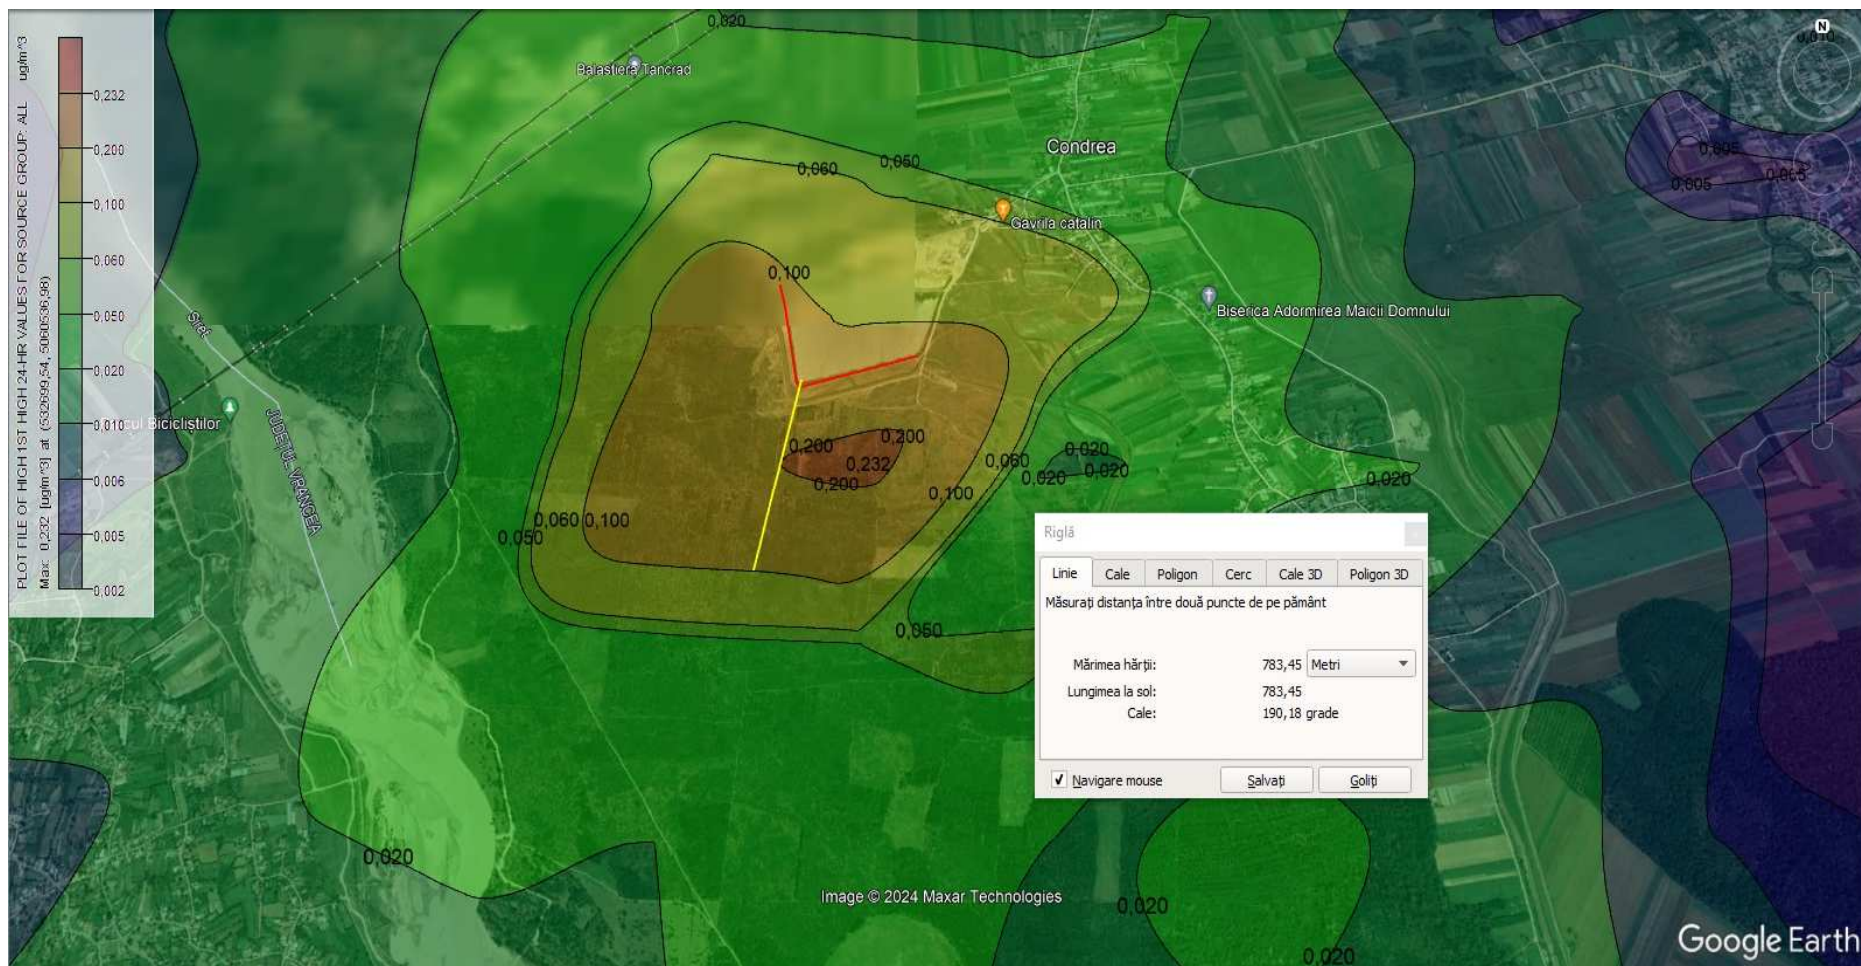 PLOT FILE OF HIGH 1ST HIGH 24-HR VALUES FOR SOURCE GROUP: ALL
ug/m^3
Max: 0,232 [ug/m^3] at (5532699,54, 5060536,98)
0,232
0,200
0,100
0,060
0,050
0,020
0,010
0,006
0,005
0,002
0,020
N
0,010
Balastiera Tancrad
Condrea
0,060
0,050
0,005
0,005
0,005
Gavrila catalin
0,100
Biserica Adormirea Maicii Domnului
Siret
Bicicliștilor
JUDEȚUL VRANCEA
0,200
0,200
0,232
0,200
0,060
0,020
0,020
0,020
0,020
0,100
0,050
0,060
0,100
0,050
Riglă
Linie Cale Poligon Cerc Cale 3D Poligon 3D
Măsurați distanța între două puncte de pe pământ
Mărimea hărții: 783,45 Metri
Lungimea la sol: 783,45
Cale: 190,18 grade
Navigare mouse Salvați Goliți
0,020
Image © 2024 Maxar Technologies
0,020
0,020
Google Earth